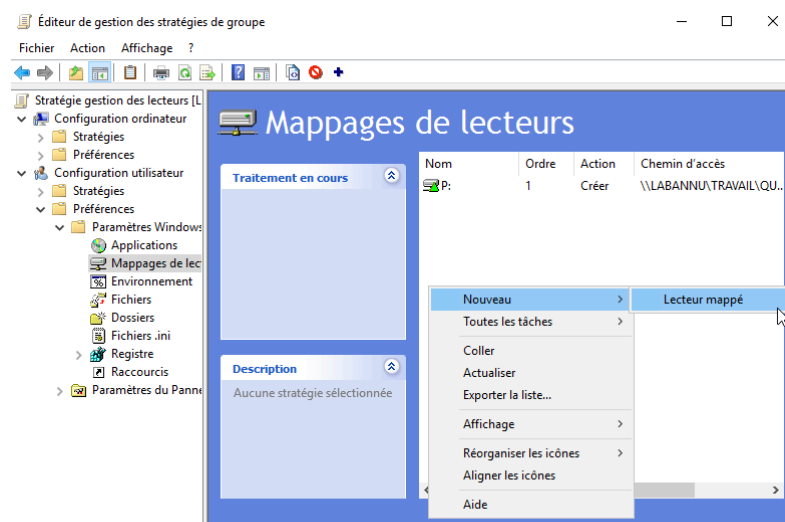 Éditeur de gestion des stratégies de groupe
Fichier Action Affichage ?
Stratégie gestion des lecteurs [L
Configuration ordinateur
Stratégies
Préférences
Configuration utilisateur
Stratégies
Préférences
Paramètres Windows
Applications
Mappages de lec
Environnement
Fichiers
Dossiers
Fichiers .ini
Registre
Raccourcis
Paramètres du Panne
Mappages de lecteurs
Traitement en cours
Description
Aucune stratégie sélectionnée
Nom Ordre Action Chemin d'accès
P: 1 Créer \\LABANNU\TRAVAIL\QU...
Nouveau
Lecteur mappé
Toutes les tâches
Coller
Actualiser
Exporter la liste...
Affichage
Réorganiser les icônes
Aligner les icônes
Aide